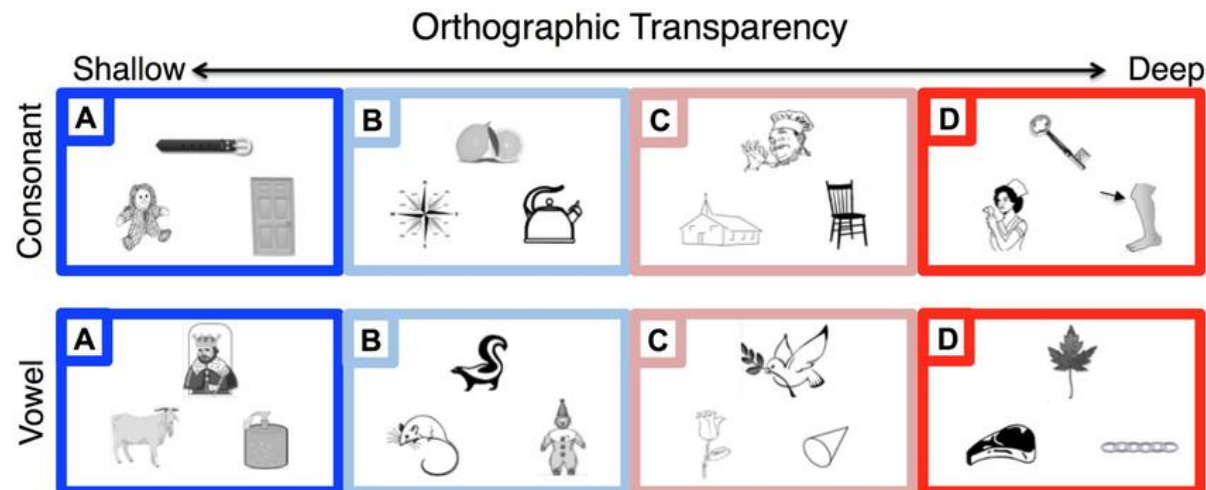 Orthographic Transparency
Shallow Deep
Consonant
A B C D
Vowel
A B C D